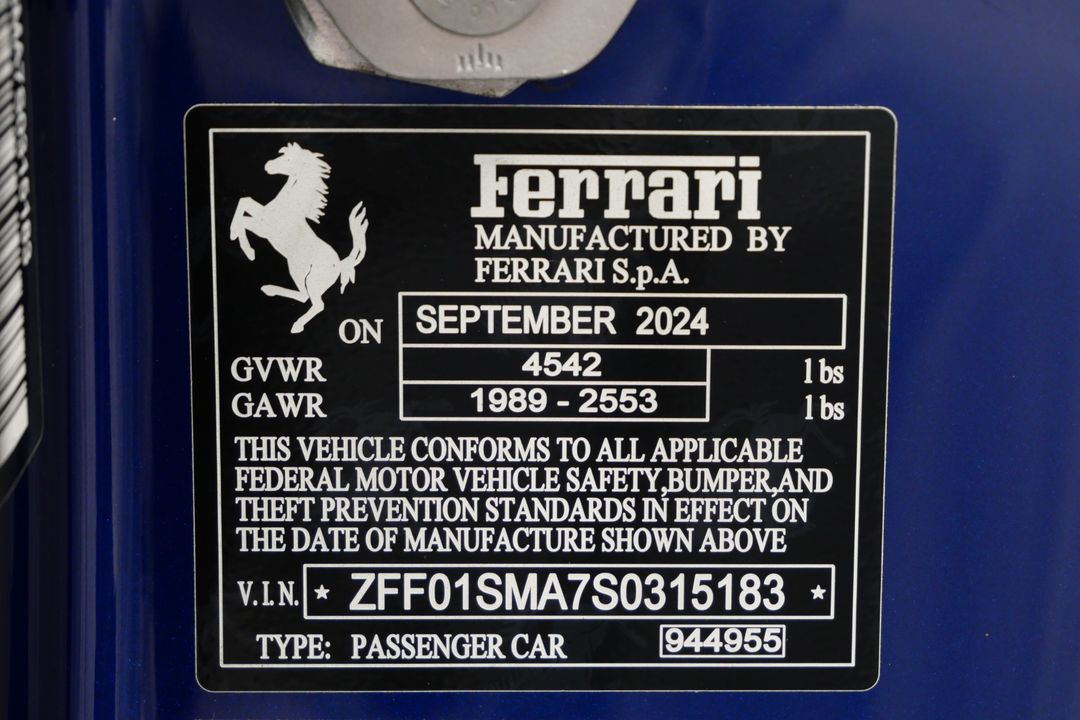 Ferrari
MANUFACTURED BY
FERRARI S.p.A.
ON SEPTEMBER 2024
GVWR 4542 lbs
GAWR 1989 - 2553 lbs
THIS VEHICLE CONFORMS TO ALL APPLICABLE
FEDERAL MOTOR VEHICLE SAFETY,BUMPER,AND
THEFT PREVENTION STANDARDS IN EFFECT ON
THE DATE OF MANUFACTURE SHOWN ABOVE
V.I.N. ★ ZFF01SMA7S0315183 ★
TYPE: PASSENGER CAR 944955